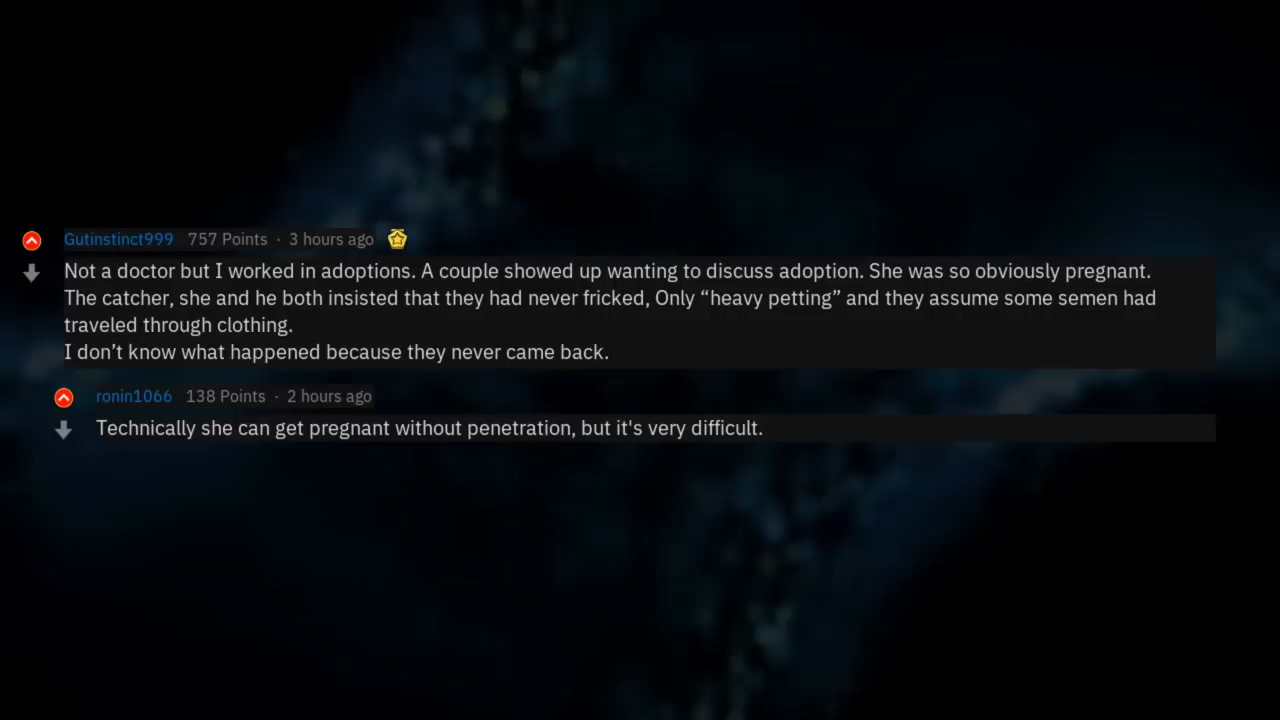 Gutinstinct999 757 Points · 3 hours ago
Not a doctor but I worked in adoptions. A couple showed up wanting to discuss adoption. She was so obviously pregnant.
The catcher, she and he both insisted that they had never fricked, Only “heavy petting” and they assume some semen had
traveled through clothing.
I don’t know what happened because they never came back.
ronin1066 138 Points · 2 hours ago
Technically she can get pregnant without penetration, but it's very difficult.